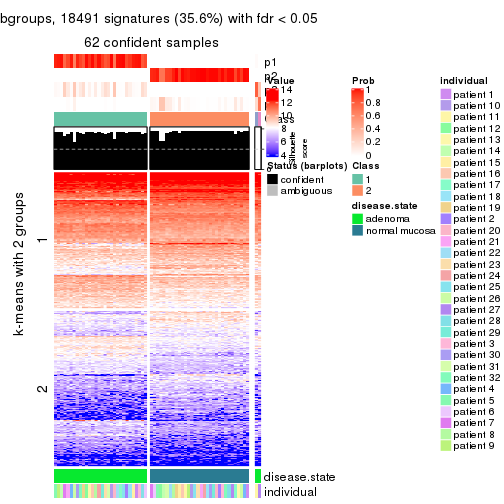 bgroups, 18491 signatures (35.6%) with fdr < 0.05
62 confident samples
p1
p2
Class
Silhouette
score
k-means with 2 groups
1
2
disease.state
individual
Value
14
12
10
8
6
4
Status (barplots)
confident
ambiguous
Prob
1
0.8
0.6
0.4
0.2
0
Class
1
2
disease.state
adenoma
normal mucosa
individual
patient 1
patient 10
patient 11
patient 12
patient 13
patient 14
patient 15
patient 16
patient 17
patient 18
patient 19
patient 2
patient 20
patient 21
patient 22
patient 23
patient 24
patient 25
patient 26
patient 27
patient 28
patient 29
patient 3
patient 30
patient 31
patient 32
patient 4
patient 5
patient 6
patient 7
patient 8
patient 9